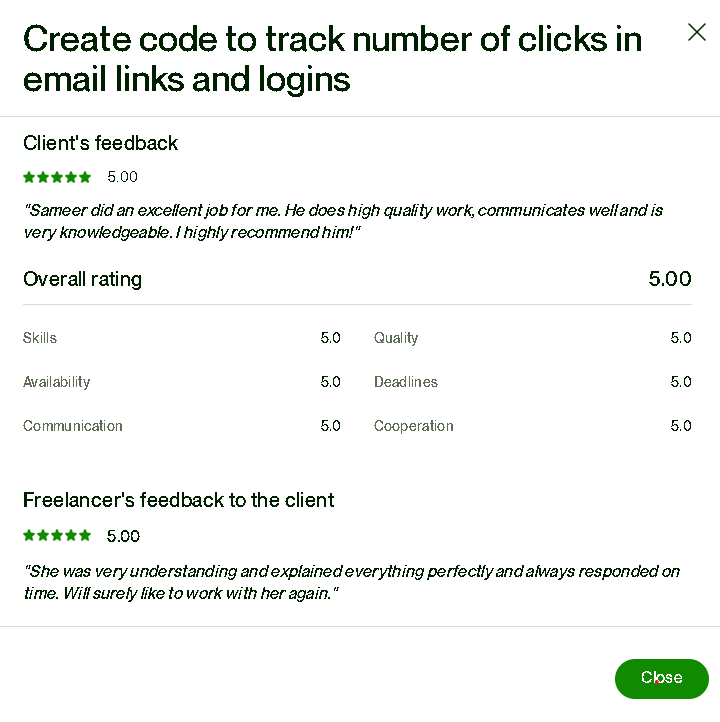 Create code to track number of clicks in
email links and logins
Client's feedback
5.00
"Sameer did an excellent job for me. He does high quality work, communicates well and is
very knowledgeable. I highly recommend him!"
Overall rating 5.00
Skills 5.0 Quality 5.0
Availability 5.0 Deadlines 5.0
Communication 5.0 Cooperation 5.0
Freelancer's feedback to the client
5.00
"She was very understanding and explained everything perfectly and always responded on
time. Will surely like to work with her again."
Close